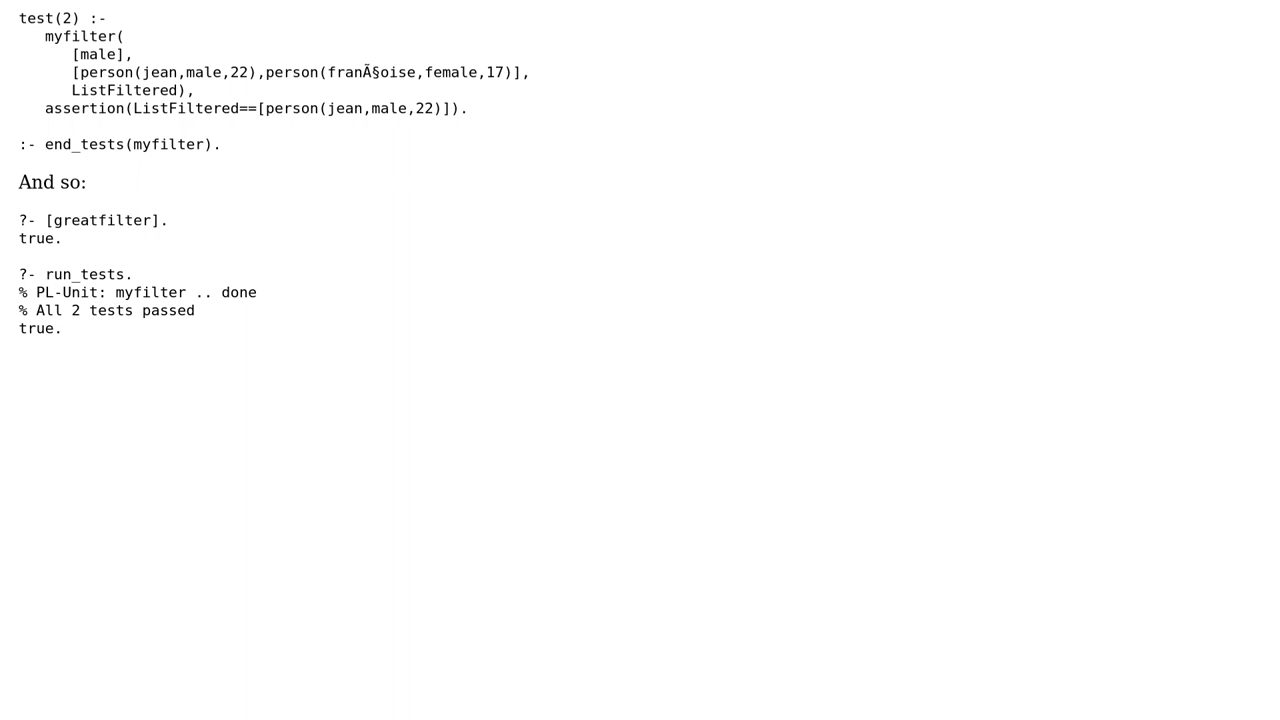 test(2) :-
   myfilter(
      [male],
      [person(jean,male,22),person(franÃ§oise,female,17)],
      ListFiltered),
   assertion(ListFiltered==[person(jean,male,22)]).

:- end_tests(myfilter).

And so:

?- [greatfilter].
true.

?- run_tests.
% PL-Unit: myfilter .. done
% All 2 tests passed
true.